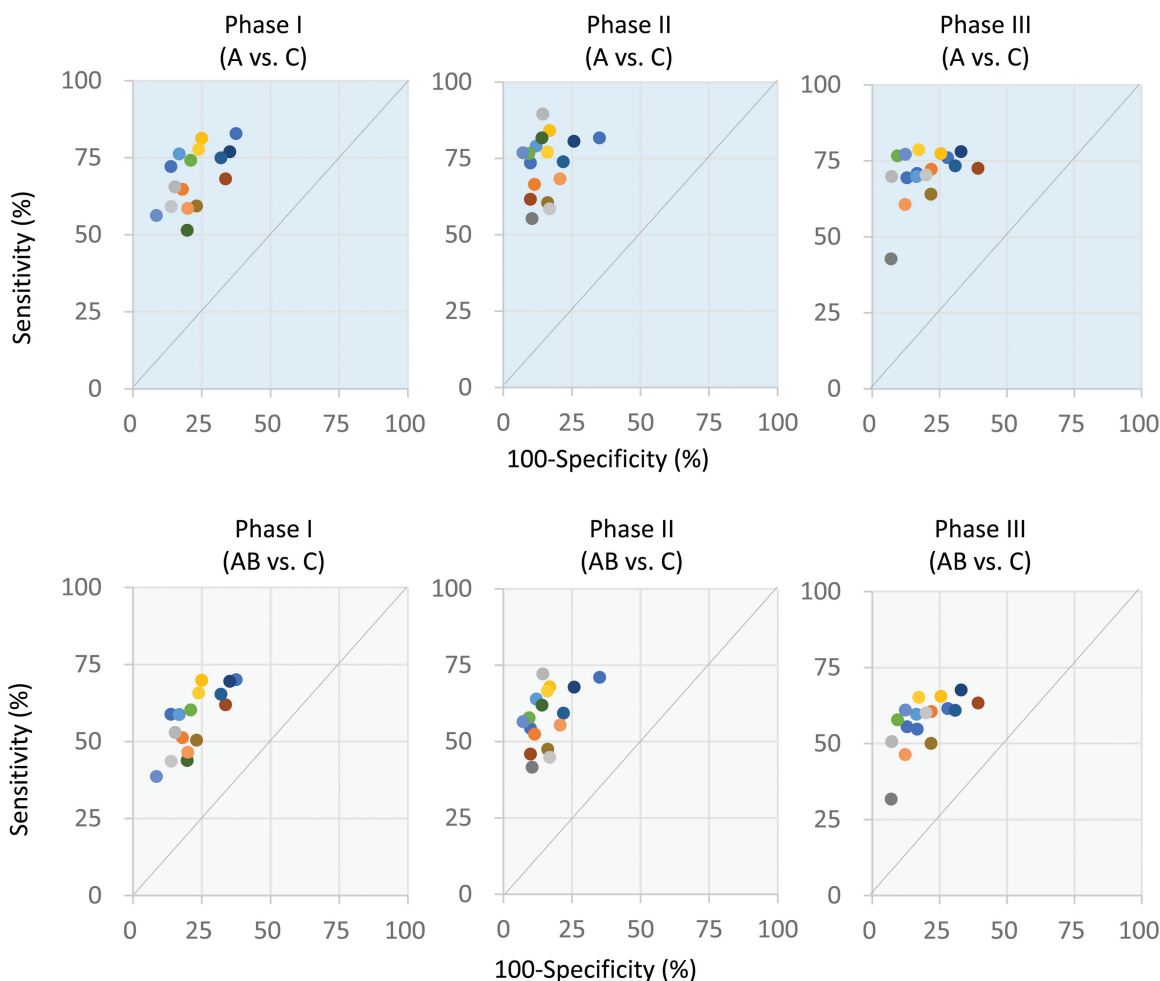 Phase I
(A vs. C)
Phase II
(A vs. C)
Phase III
(A vs. C)
Sensitivity (%)
100
75
50
25
0
0 25 50 75 100
100
75
50
25
0
0 25 50 75 100
100
75
50
25
0
0 25 50 75 100
100-Specificity (%)
Phase I
(AB vs. C)
Phase II
(AB vs. C)
Phase III
(AB vs. C)
Sensitivity (%)
100
75
50
25
0
0 25 50 75 100
100
75
50
25
0
0 25 50 75 100
100
75
50
25
0
0 25 50 75 100
100-Specificity (%)